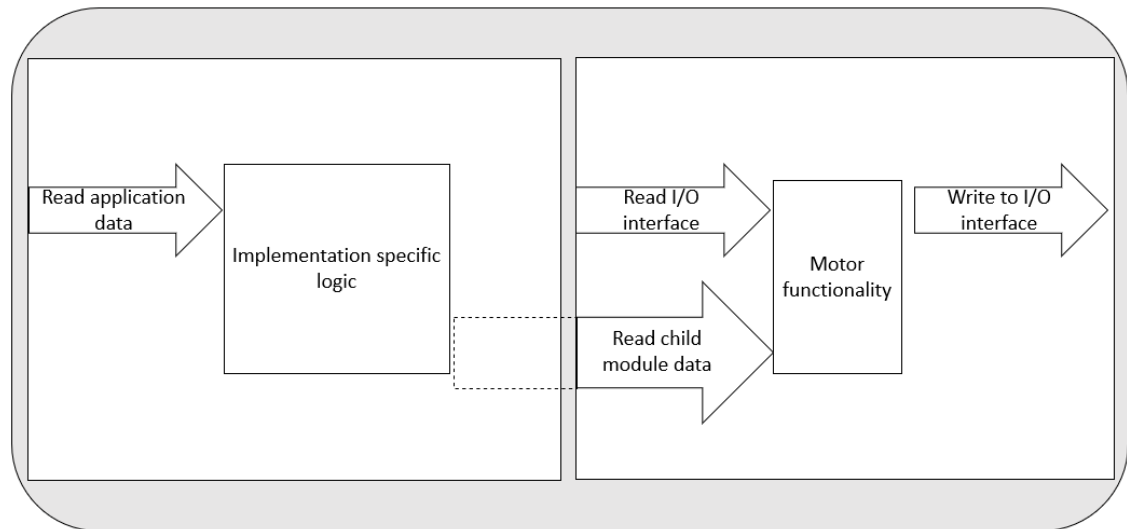 Read application
data
Implementation specific
logic
Read I/O
interface
Read child
module data
Motor
functionality
Write to I/O
interface